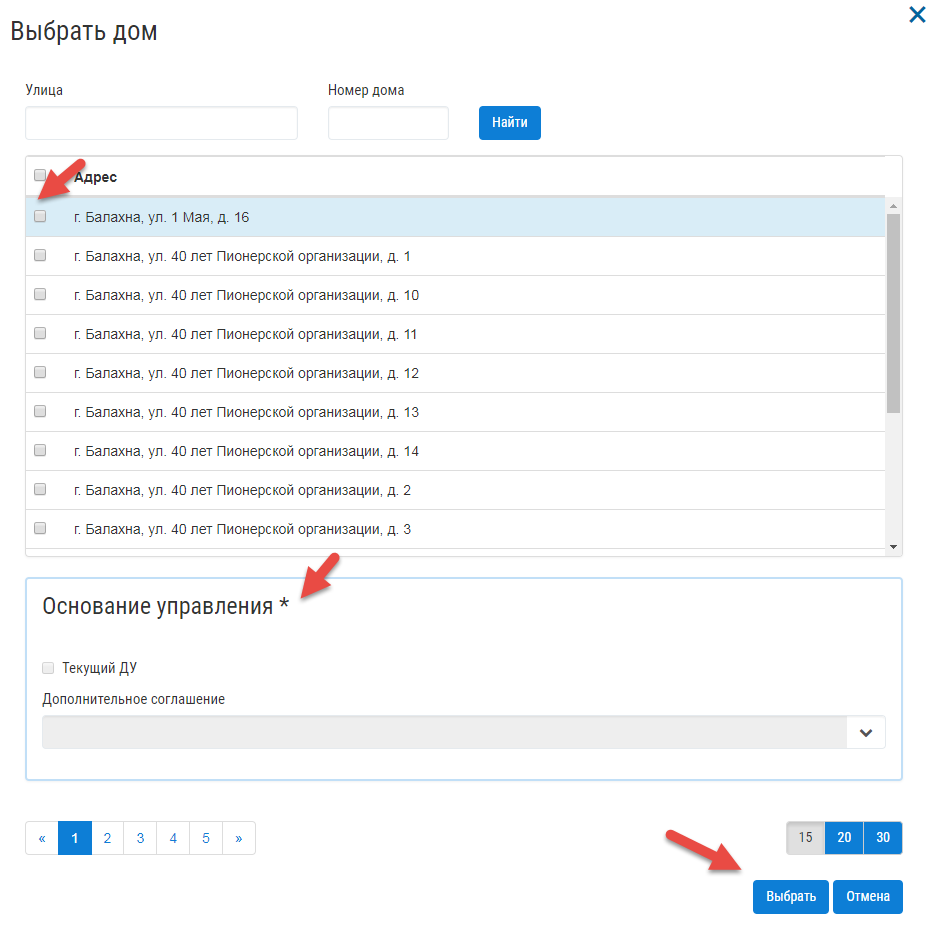 Выбрать дом
Улица
Номер дома
Найти
Адрес
г. Балахна, ул. 1 Мая, д. 16
г. Балахна, ул. 40 лет Пионерской организации, д. 1
г. Балахна, ул. 40 лет Пионерской организации, д. 10
г. Балахна, ул. 40 лет Пионерской организации, д. 11
г. Балахна, ул. 40 лет Пионерской организации, д. 12
г. Балахна, ул. 40 лет Пионерской организации, д. 13
г. Балахна, ул. 40 лет Пионерской организации, д. 14
г. Балахна, ул. 40 лет Пионерской организации, д. 2
г. Балахна, ул. 40 лет Пионерской организации, д. 3
Основание управления *
Текущий ДУ
Дополнительное соглашение
« 1 2 3 4 5 » 15 20 30
Выбрать Отмена